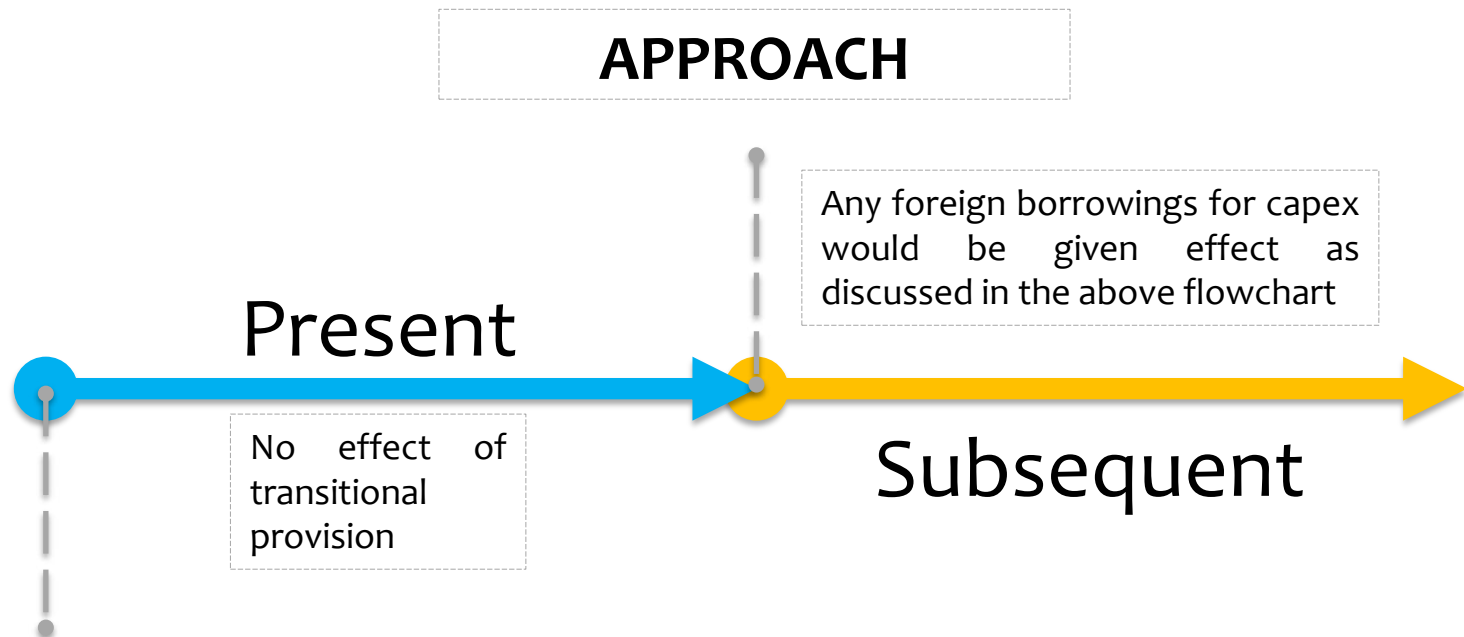 APPROACH
Any foreign borrowings for capex
would be given effect as
discussed in the above flowchart
Present
No effect of
transitional
provision
Subsequent